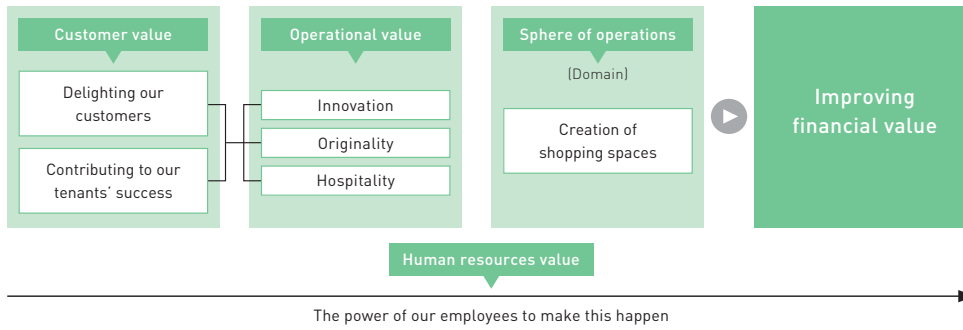 Customer value
Delighting our
customers
Contributing to our
tenants’ success
Operational value
Innovation
Originality
Hospitality
Sphere of operations
(Domain)
Creation of
shopping spaces
Improving
financial value
Human resources value
The power of our employees to make this happen